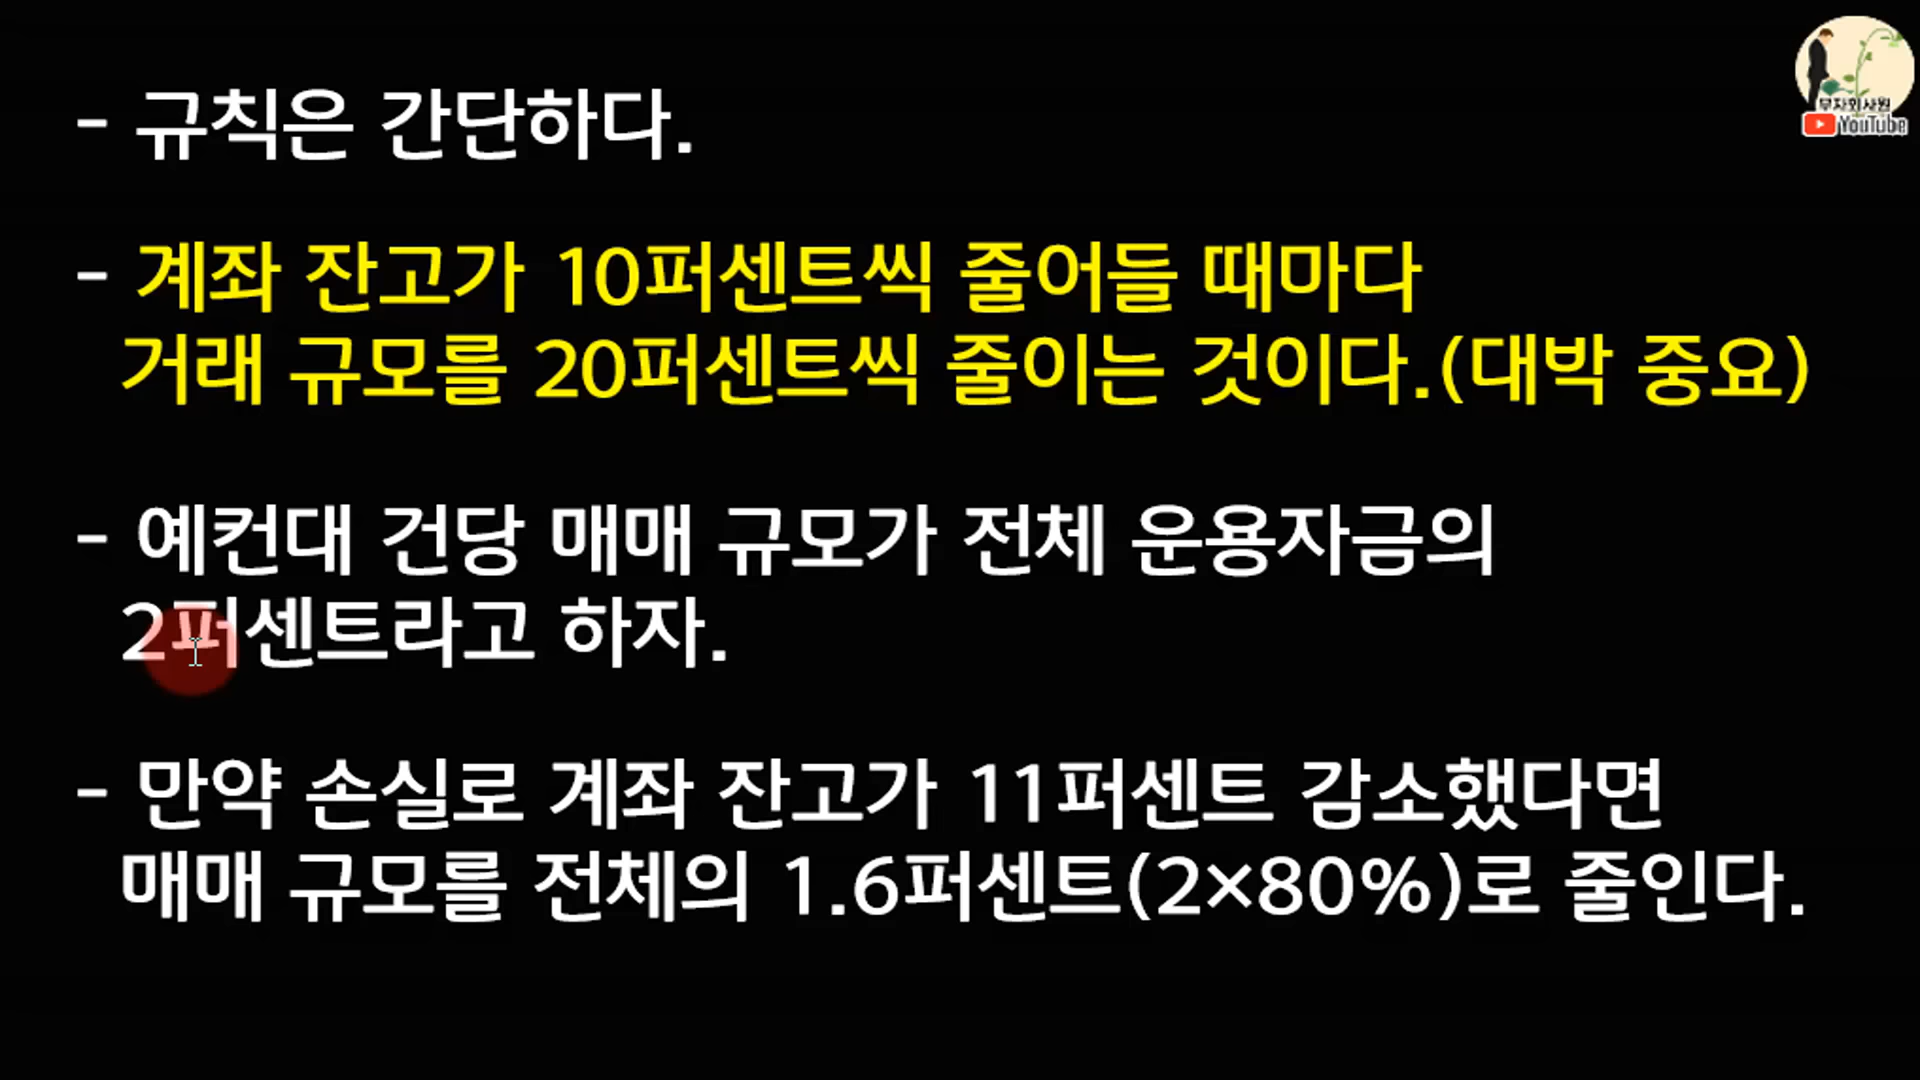 - 규칙은 간단하다.
- 계좌 잔고가 10퍼센트씩 줄어들 때마다
거래 규모를 20퍼센트씩 줄이는 것이다.(대박 중요)
- 예컨대 건당 매매 규모가 전체 운용자금의
2퍼센트라고 하자.
- 만약 손실로 계좌 잔고가 11퍼센트 감소했다면
매매 규모를 전체의 1.6퍼센트(2×80%)로 줄인다.
부자회사원
YouTube